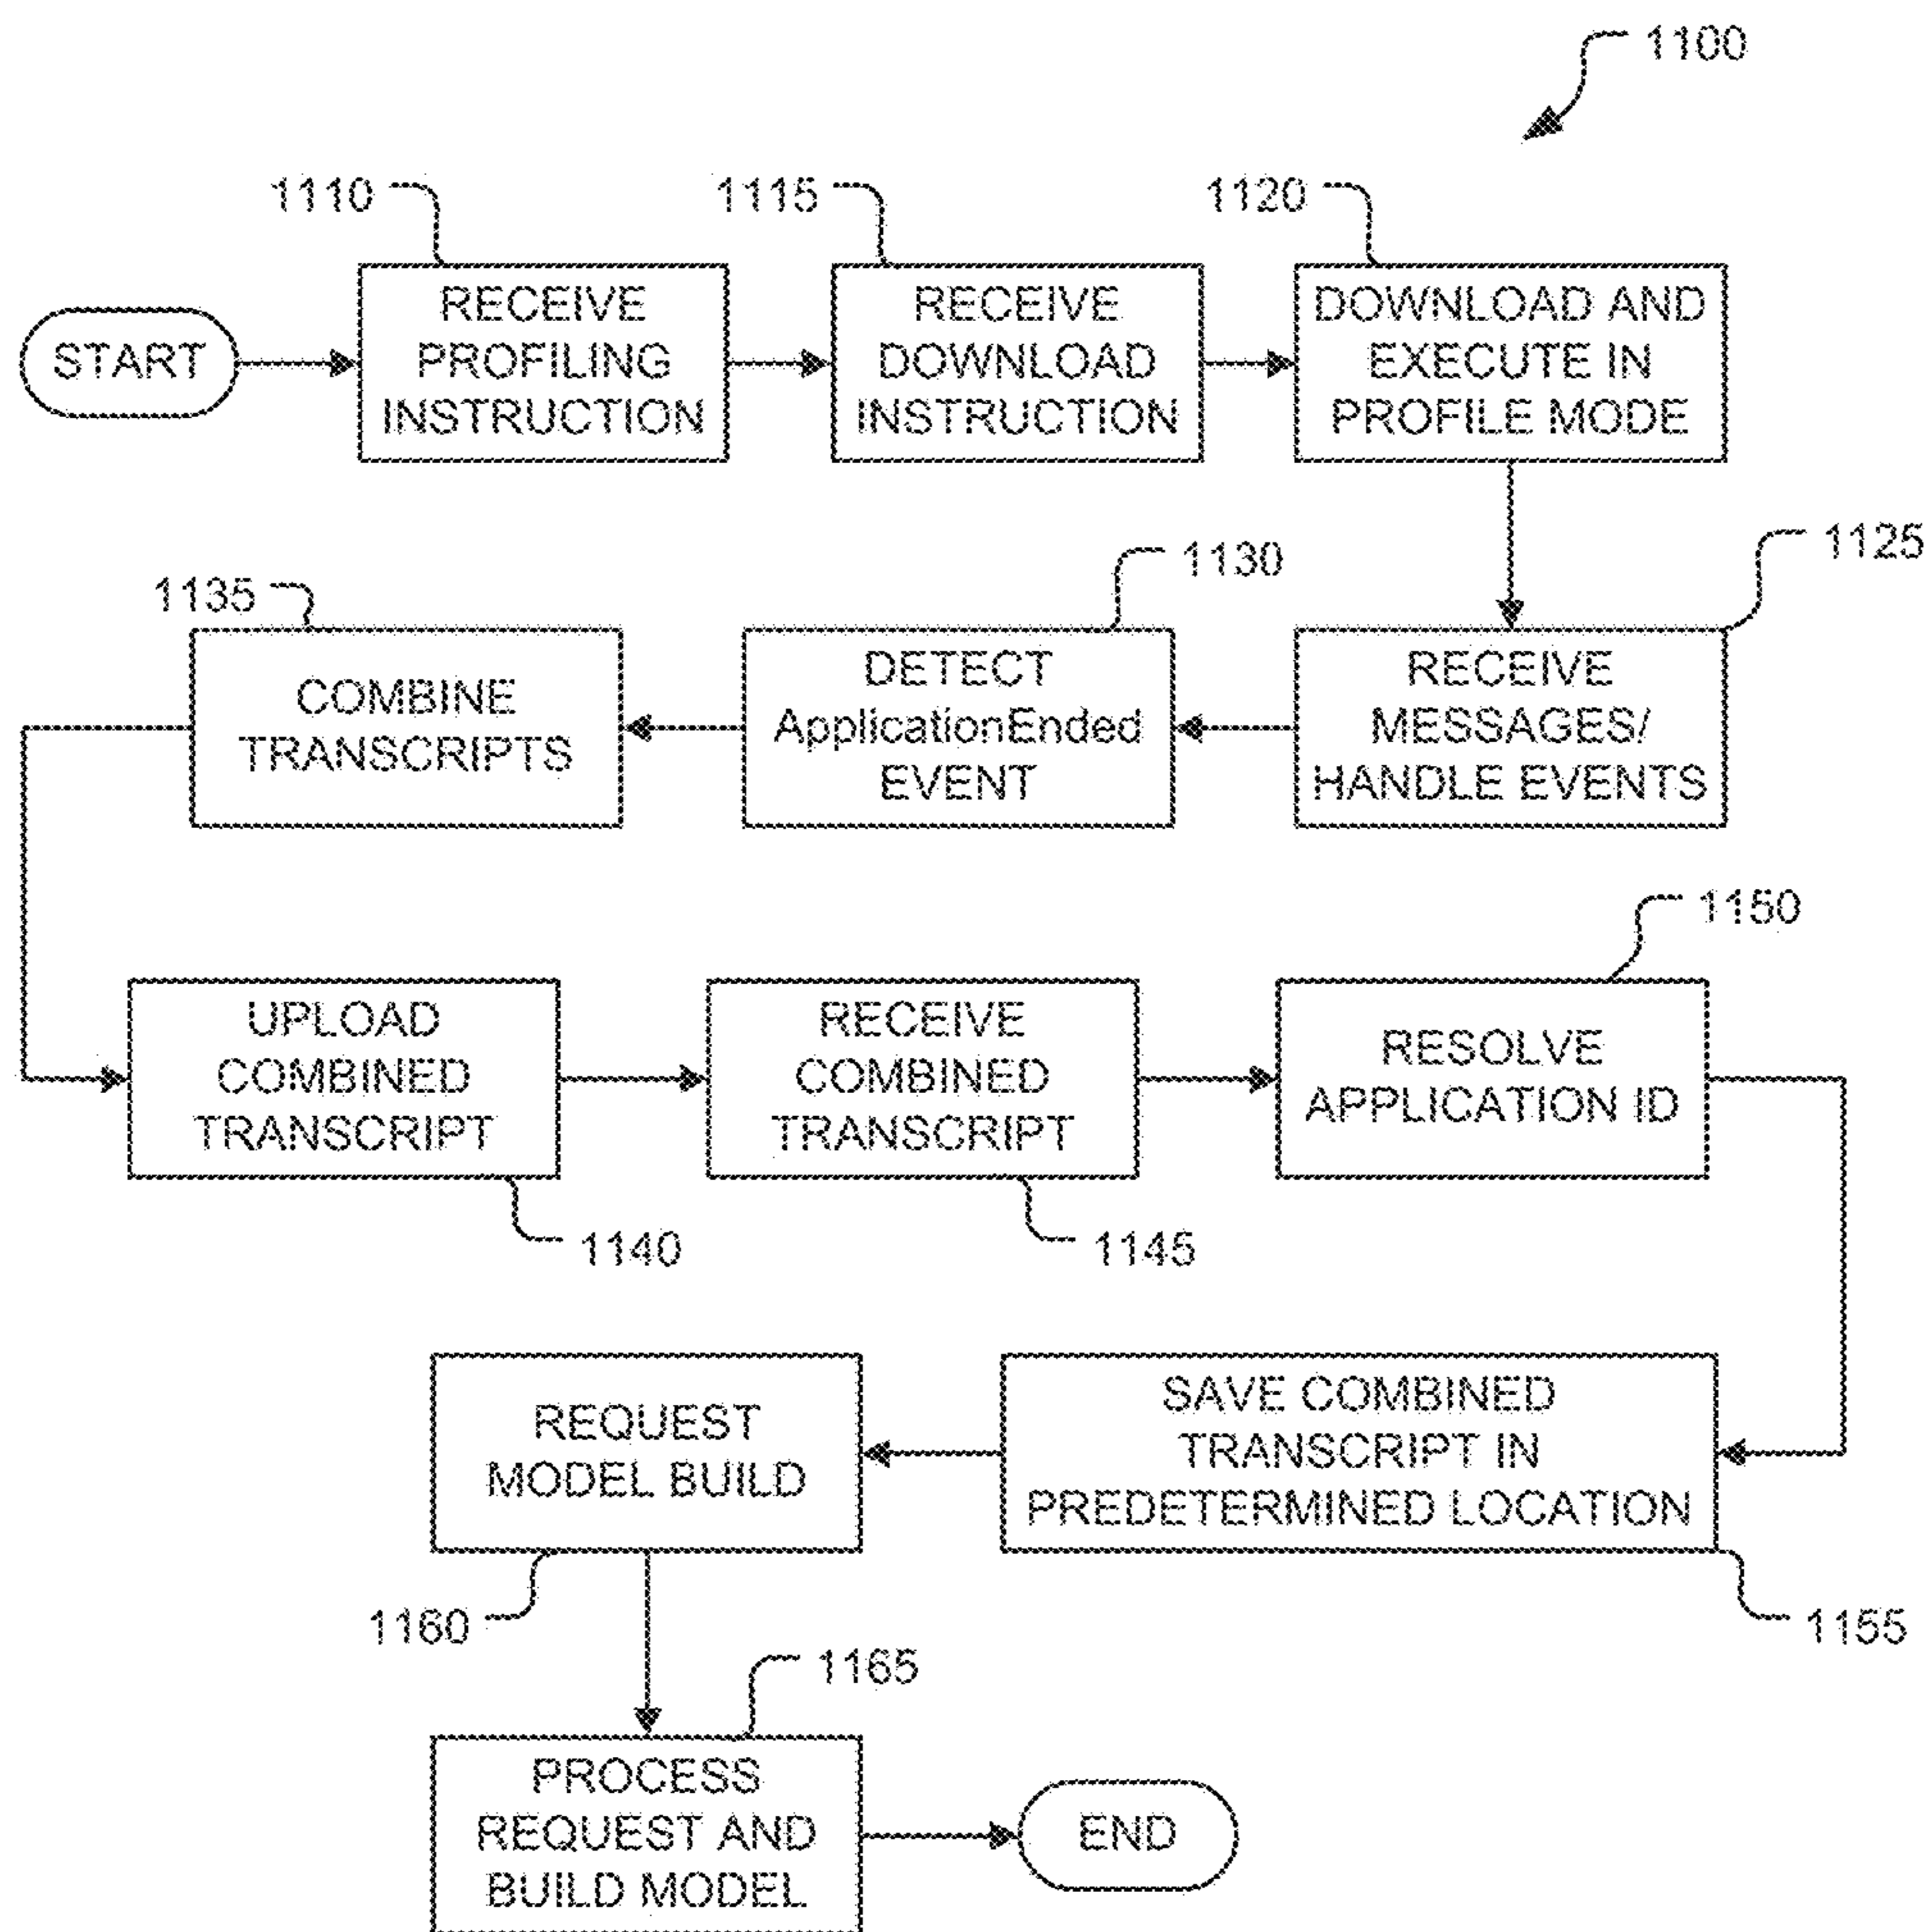 1100
1110
1115
1120
START
RECEIVE
PROFILING
INSTRUCTION
RECEIVE
DOWNLOAD
INSTRUCTION
DOWNLOAD AND
EXECUTE IN
PROFILE MODE
1125
1130
1135
RECEIVE
MESSAGES/
HANDLE EVENTS
DETECT
ApplicationEnded
EVENT
COMBINE
TRANSCRIPTS
1150
UPLOAD
COMBINED
TRANSCRIPT
RECEIVE
COMBINED
TRANSCRIPT
RESOLVE
APPLICATION ID
1140
1145
SAVE COMBINED
TRANSCRIPT IN
PREDETERMINED LOCATION
REQUEST
MODEL BUILD
1160
1155
1165
PROCESS
REQUEST AND
BUILD MODEL
END